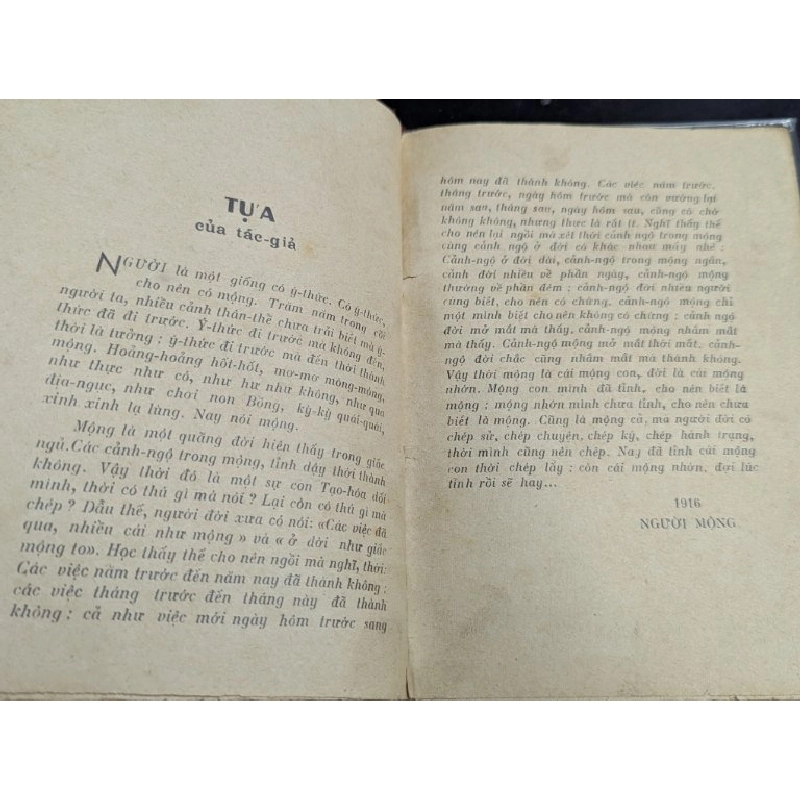 TỰA
của tác-giả
NGƯỜI là một giống có ý-thức. Có ý-thức,
cho nên có mộng. Trăm năm trong cõi
người ta, nhiều cảnh thân-thế chưa trải biết mà ý-
thức đã đi trước. Ý-thức đi trước mà không đến,
thời là tưởng; ý-thức đi trước mà đến thời thành
mộng. Hoảng-hoảng hốt-hốt, mơ-mơ mòng-mòng,
như thực như có, như hư như không, như qua
địa-ngục, như chơi non Bồng, kỳ-kỳ quái-quái,
xinh xinh lạ lùng. Nay nói mộng.
Mộng là một quãng đời hiện thấy trong giấc
ngủ. Các cảnh-ngộ trong mộng, tỉnh dậy thời thành
không. Vậy thời đó là một sự con Tạo-hóa dối
mình, thời có thú gì mà nói? Lại còn có thú gì mà
chép? Dẫu thế, người đời xưa có nói: «Các việc đã
qua, nhiều cái như mộng» và «ở đời như giấc
mộng to». Học thấy thế cho nên ngồi mà nghĩ, thời:
Các việc năm trước đến năm nay đã thành không;
các việc tháng trước đến tháng này đã thành
không; cả như việc mới ngày hôm trước sang
hôm nay đã thành không. Các việc năm trước,
tháng trước, ngày hôm trước mà còn vướng lại
năm sau, tháng sau, ngày hôm sau, cũng có chỗ
không không, nhưng thực là rất ít. Nghĩ thấy thế
cho nên lại ngồi mà xét thời cảnh ngộ trong mộng
cùng cảnh ngộ ở đời có khác nhau mấy nhẽ:
Cảnh-ngộ ở đời dài, cảnh-ngộ trong mộng ngắn,
cảnh đời nhiều về phần ngày, cảnh-ngộ mộng
thường về phần đêm; cảnh-ngộ đời nhiều người
cùng biết, cho nên có chứng, cảnh-ngộ mộng chỉ
một mình biết cho nên không có chứng; cảnh-ngộ
đời mở mắt mà thấy, cảnh-ngộ mộng nhắm mắt
mà thấy. Cảnh-ngộ mộng mở mắt thời mất, cảnh-
ngộ đời chắc cũng nhắm mắt mà thành không.
Vậy thời mộng là cái mộng con, đời là cái mộng
nhớn. Mộng con mình đã tỉnh, cho nên biết là
mộng; mộng nhớn mình chưa tỉnh, cho nên chưa
biết là mộng. Cũng là mộng cả, mà người đời có
chép sử, chép chuyện, chép ký, chép hành trạng,
thời mình cũng nên chép. Nay đã tỉnh cái mộng
con thời chép lấy; còn cái mộng nhớn, đợi lúc
tỉnh rồi sẽ hay...
1916
NGƯỜI MỘNG